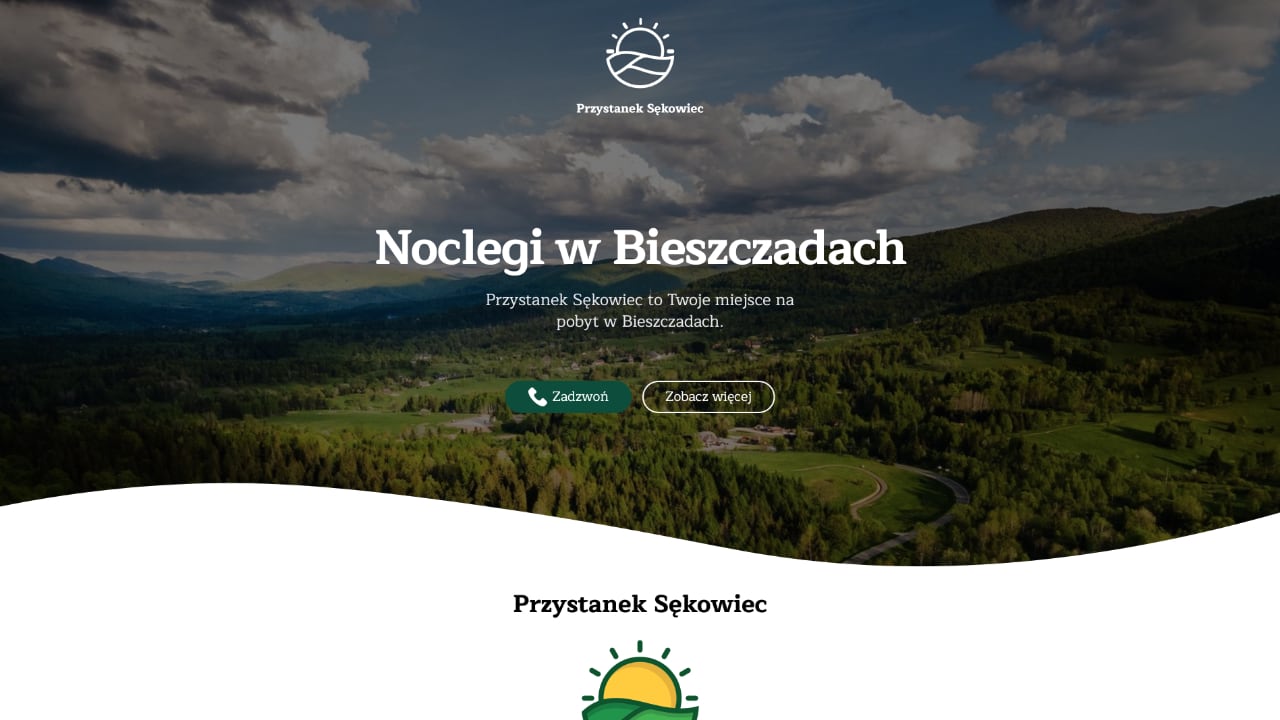 Przystanek Sękowiec
Noclegi w Bieszczadach
Przystanek Sękowiec to Twoje miejsce na
pobyt w Bieszczadach.
Zadzwoń
Zobacz więcej
Przystanek Sękowiec